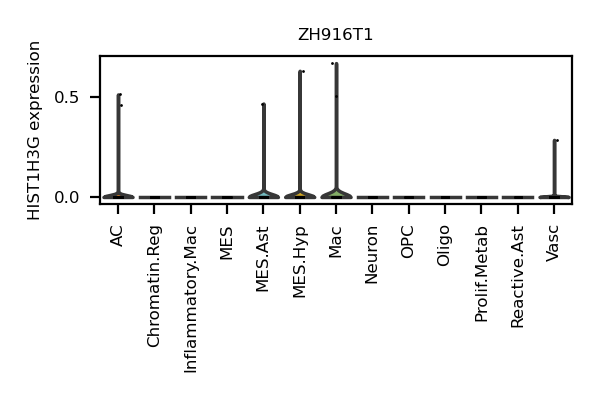 ZH916T1
HIST1H3G expression
0.5
0.0
AC
Chromatin.Reg
Inflammatory.Mac
MES
MES.Ast
MES.Hyp
Mac
Neuron
OPC
Oligo
Prolif.Metab
Reactive.Ast
Vasc